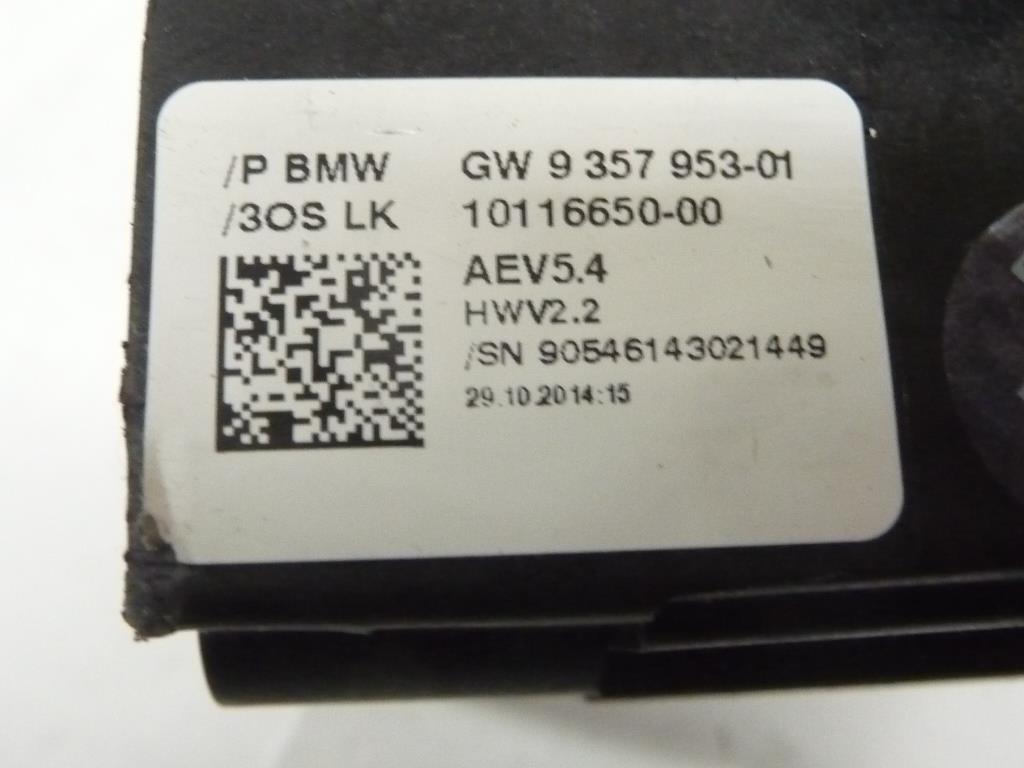 /P BMW GW 9 357 953-01
/3OS LK 10116650-00
AEV5.4
HWV2.2
/SN 90546143021449
29.10.2014:15